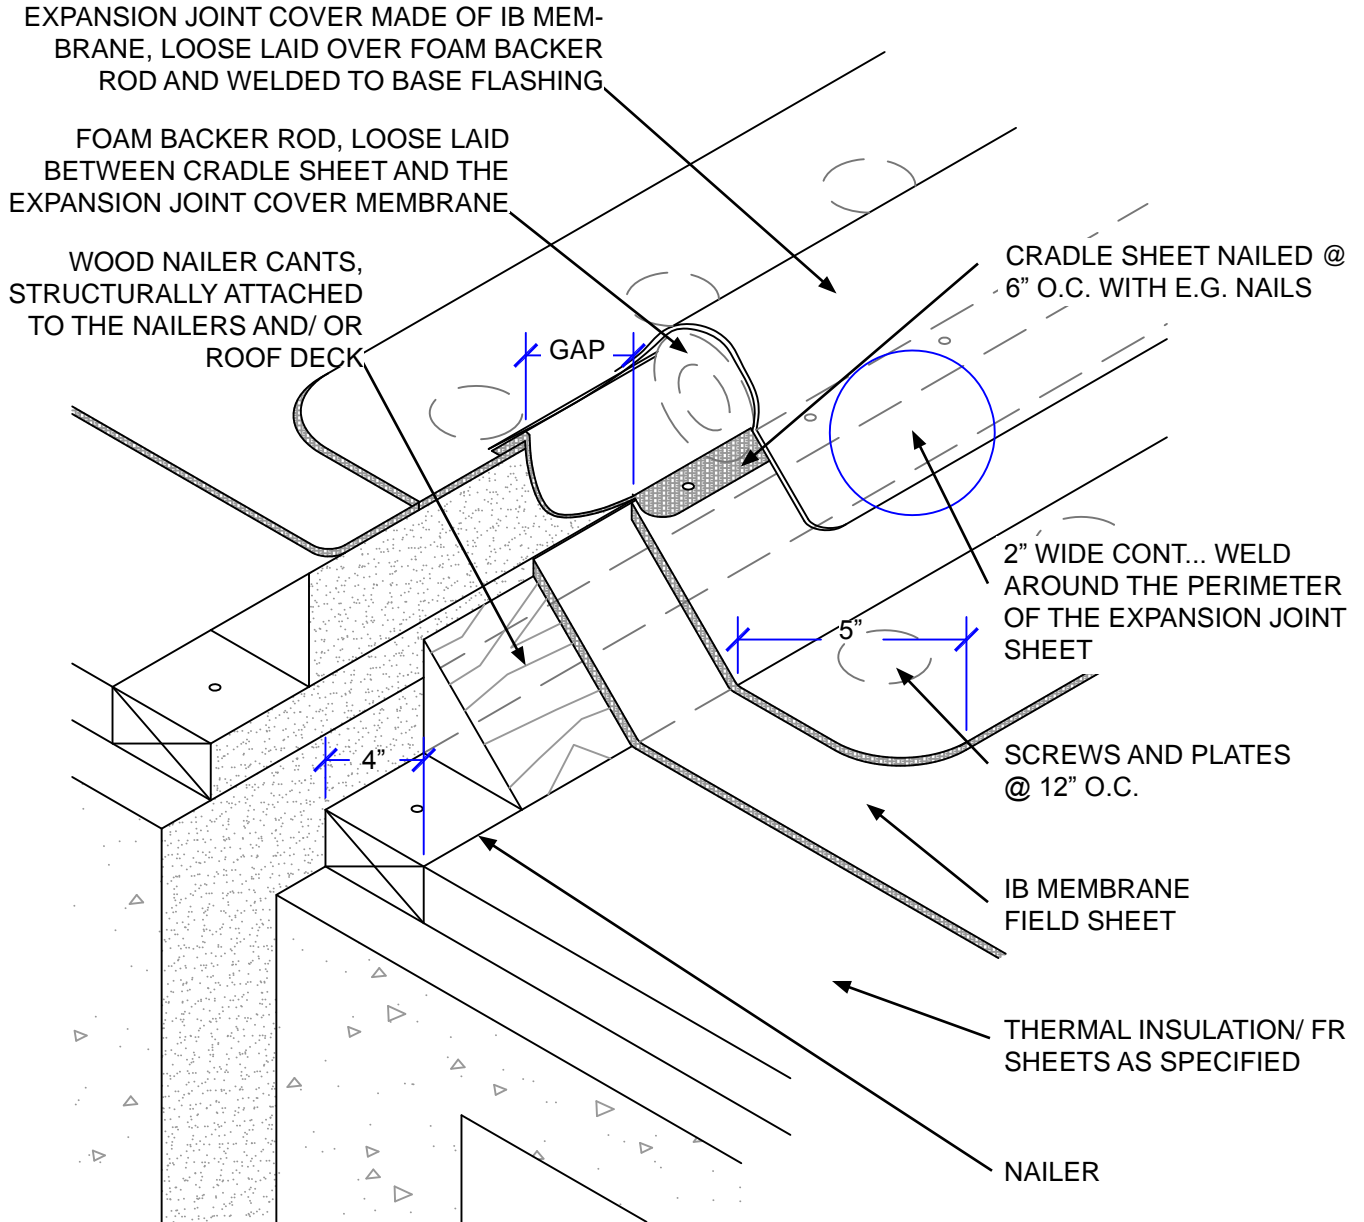 EXPANSION JOINT COVER MADE OF IB MEM-
BRANE, LOOSE LAID OVER FOAM BACKER
ROD AND WELDED TO BASE FLASHING
FOAM BACKER ROD, LOOSE LAID
BETWEEN CRADLE SHEET AND THE
EXPANSION JOINT COVER MEMBRANE
WOOD NAILER CANTS,
STRUCTURALLY ATTACHED
TO THE NAILERS AND/ OR
ROOF DECK
GAP
CRADLE SHEET NAILED @
6” O.C. WITH E.G. NAILS
2” WIDE CONT... WELD
AROUND THE PERIMETER
OF THE EXPANSION JOINT
SHEET
5”
4”
SCREWS AND PLATES
@ 12” O.C.
IB MEMBRANE
FIELD SHEET
THERMAL INSULATION/ FR
SHEETS AS SPECIFIED
NAILER